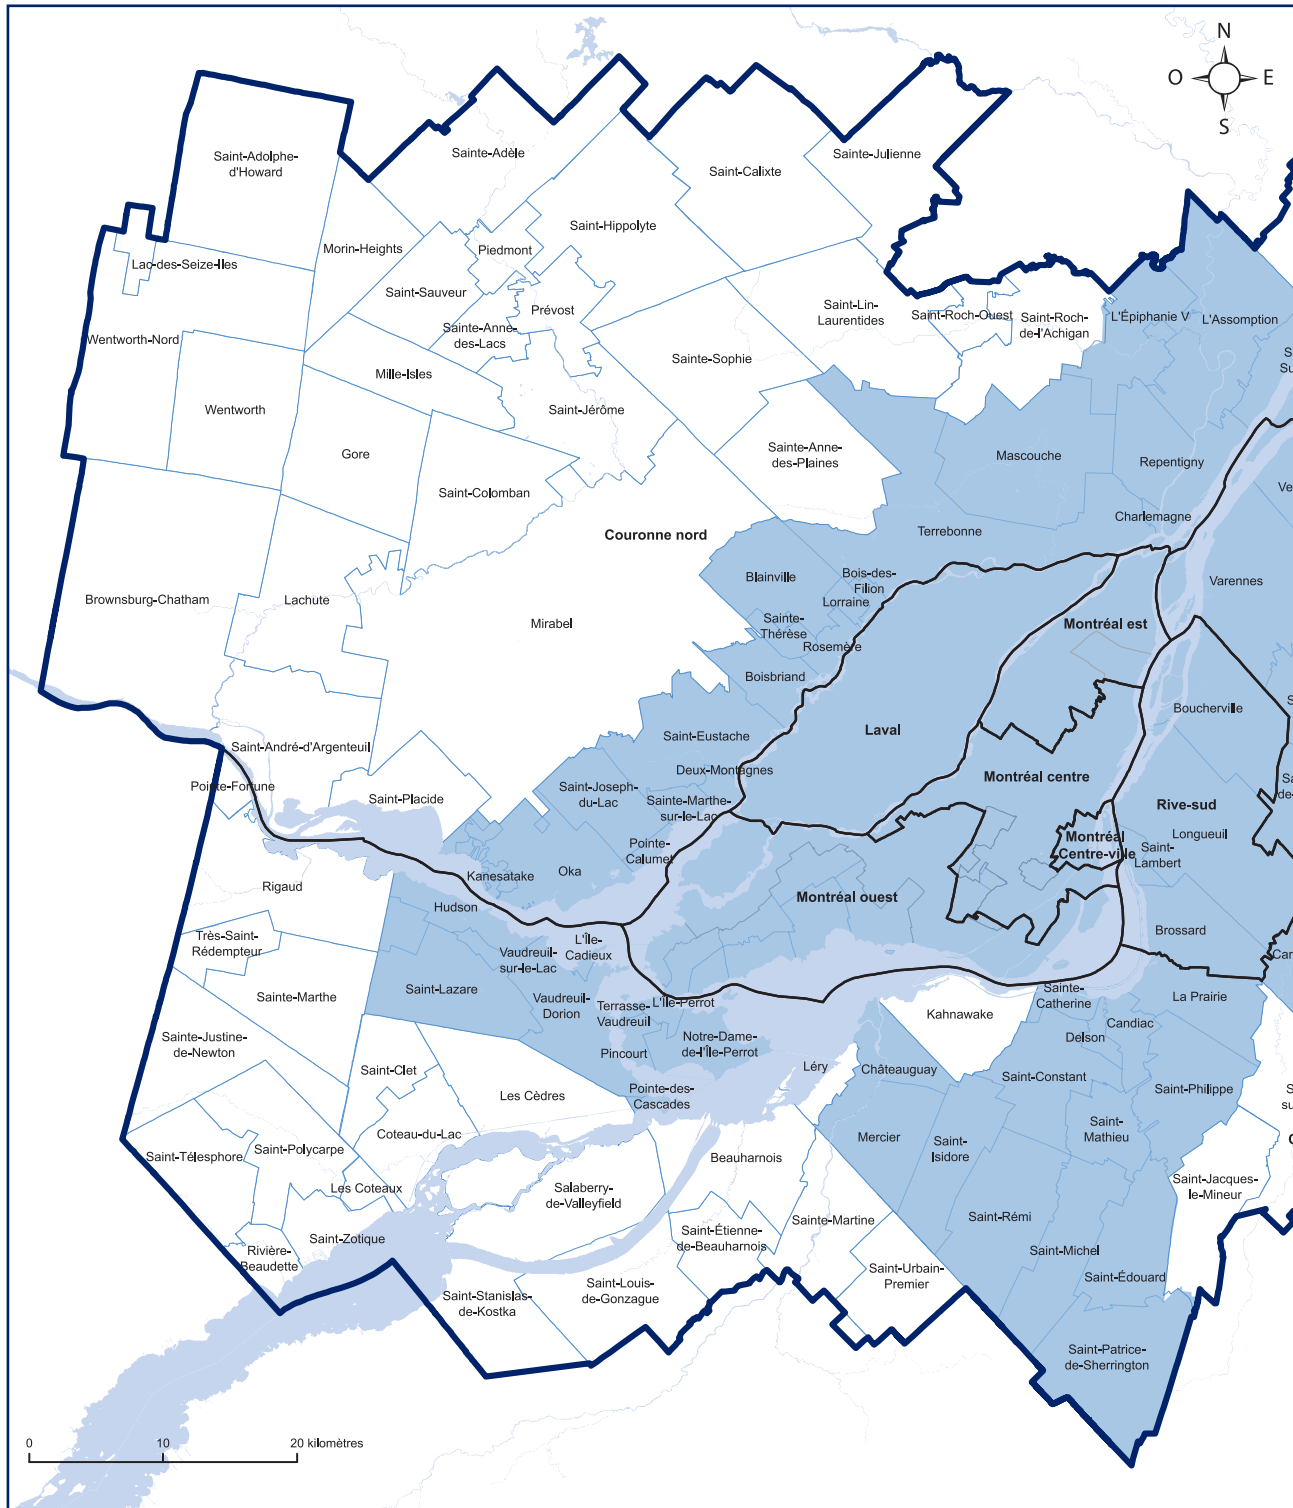 N
O
E
S
Saint-Adolphe-
d'Howard
Sainte-Adèle
Saint-Calixte
Sainte-Julienne
Morin-Heights
Piedmont
Saint-Hippolyte
Lac-des-Seize-Iles
Saint-Sauveur
Prévost
Sainte-Anne-
des-Lacs
Saint-Lin-
Laurentides
Saint-Roch-Ouest
Saint-Roch-
de-l'Achigan
L'Épiphanie V
L'Assomption
Wentworth-Nord
Sainte-Sophie
Mille-Isles
Wentworth
Saint-Jérôme
Gore
Saint-Colomban
Sainte-Anne-
des-Plaines
Mascouche
Repentigny
Charlemagne
Couronne nord
Terrebonne
Blainville
Bois-des-
Filion
Lorraine
Varennes
Brownsburg-Chatham
Lachute
Mirabel
Sainte-
Thérèse
Rosemère
Montréal est
Boisbriand
Boucherville
Saint-André-d'Argenteuil
Saint-Eustache
Laval
Deux-Montagnes
Montréal centre
Pointe-Fortune
Saint-Placide
Saint-Joseph-
du-Lac
Sainte-Marthe-
sur-le-Lac
Rive-sud
Longueuil
Montréal
Centre-ville
Saint-
Lambert
Pointe-
Calumet
Oka
Kanesatake
Rigaud
Hudson
Montréal ouest
Très-Saint-
Rédempteur
Vaudreuil-
sur-le-Lac
L'Île-
Cadieux
Brossard
Saint-Lazare
Sainte-Marthe
Vaudreuil-
Dorion
Terrasse-
Vaudreuil
L'Île-Perrot
Sainte-
Catherine
La Prairie
Kahnawake
Candiac
Delson
Sainte-Justine-
de-Newton
Pincourt
Notre-Dame-
de-l'Île-Perrot
Saint-Clet
Léry
Châteauguay
Saint-Constant
Saint-Philippe
Les Cèdres
Pointe-des-
Cascades
Coteau-du-Lac
Mercier
Saint-
Isidore
Saint-
Mathieu
Saint-Polycarpe
Saint-Télesphore
Beauharnois
Les Coteaux
Salaberry-
de-Valleyfield
Saint-Jacques-
le-Mineur
Saint-Zotique
Saint-Étienne-
de-Beauharnois
Sainte-Martine
Saint-Rémi
Rivière-
Beaudette
Saint-Michel
Saint-Édouard
Saint-Urbain-
Premier
Saint-Stanislas-
de-Kostka
Saint-Louis-
de-Gonzague
Saint-Patrice-
de-Sherrington
0 10 20 kilomètres